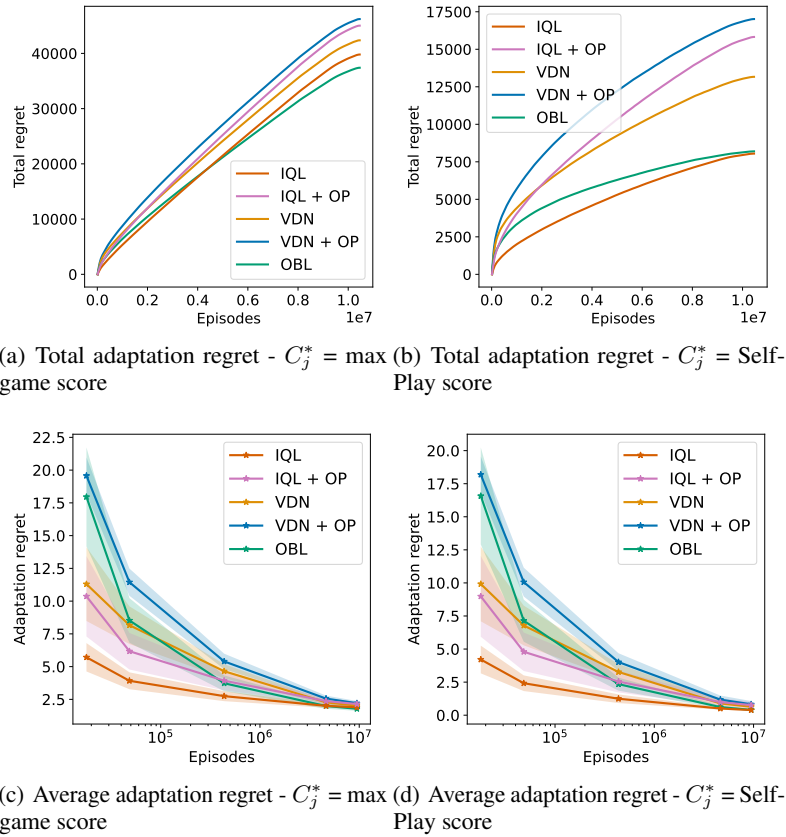 Total regret
40000
30000
20000
10000
0
IQL
IQL + OP
VDN
VDN + OP
OBL
0.0 0.2 0.4 0.6 0.8 1.0
Episodes
1e7
Total regret
17500
15000
12500
10000
7500
5000
2500
0
IQL
IQL + OP
VDN
VDN + OP
OBL
0.0 0.2 0.4 0.6 0.8 1.0
Episodes
1e7
(a) Total adaptation regret - C*j = max
game score
(b) Total adaptation regret - C*j = Self-
Play score
Adaptation regret
22.5
20.0
17.5
15.0
12.5
10.0
7.5
5.0
2.5
IQL
IQL + OP
VDN
VDN + OP
OBL
10^5 10^6 10^7
Episodes
Adaptation regret
20.0
17.5
15.0
12.5
10.0
7.5
5.0
2.5
0.0
IQL
IQL + OP
VDN
VDN + OP
OBL
10^5 10^6 10^7
Episodes
(c) Average adaptation regret - C*j = max
game score
(d) Average adaptation regret - C*j = Self-
Play score